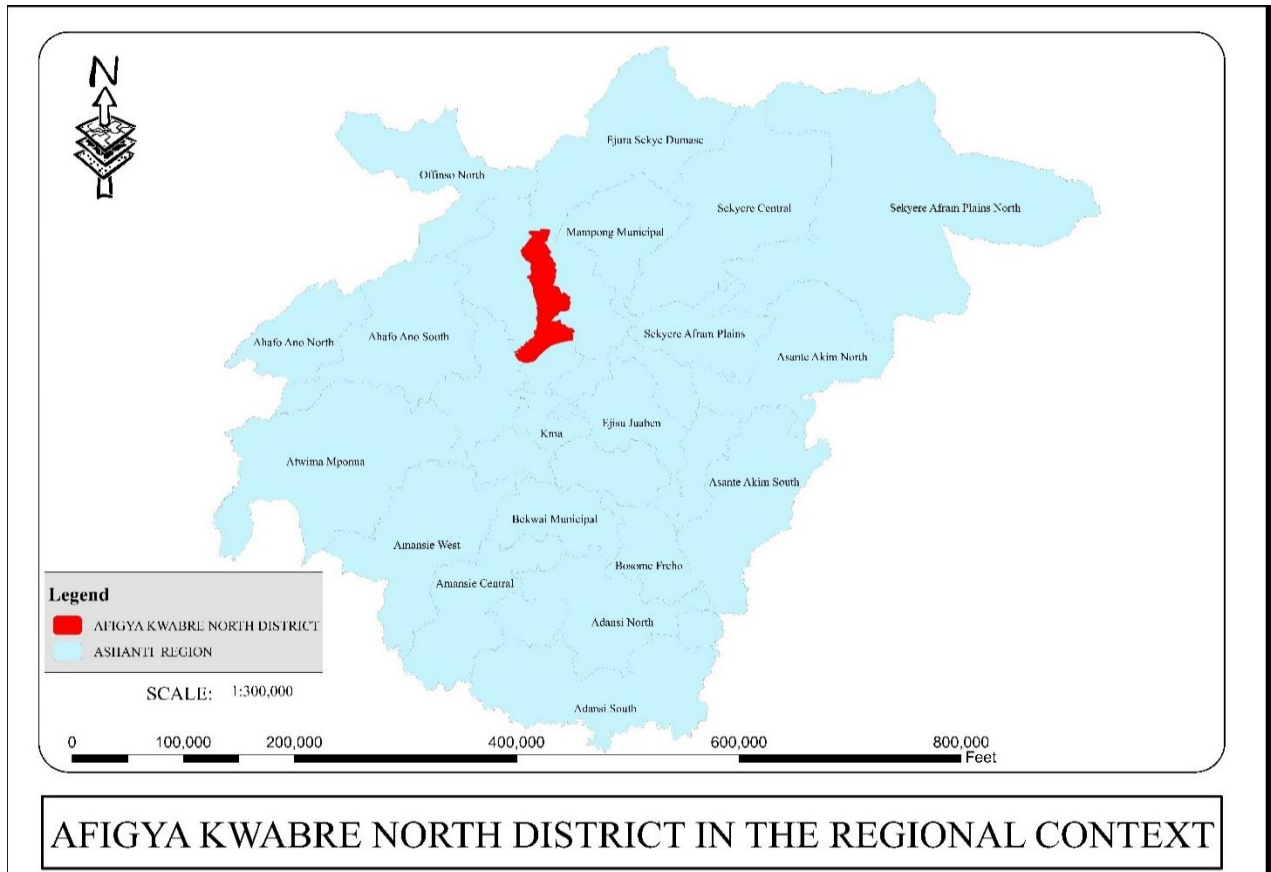 N
Ejura Sekye Dumase
Offinso North
Sekyere Central
Sekyere Afram Plains North
Mampong Municipal
Sekyere Afram Plains
Ahafo Ano South
Ahafo Ano North
Asante Akim North
Ejisu Juaben
Kma
Atwima Mponua
Asante Akim South
Bekwai Municipal
Amansie West
Bosome Freho
Amansie Central
Adansi North
Adansi South
Legend
AFIGYA KWABRE NORTH DISTRICT
ASHANTI REGION
SCALE: 1:300,000
0 100,000 200,000 400,000 600,000 800,000
Feet
AFIGYA KWABRE NORTH DISTRICT IN THE REGIONAL CONTEXT